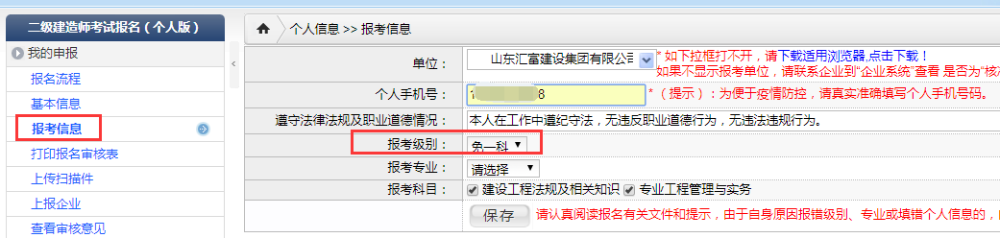 二级建造师考试报名（个人版）
我的申报
报名流程
基本信息
报考信息
打印报名审核表
上传扫描件
上报企业
查看审核意见
个人信息 >> 报考信息
单位： 山东汇富建设集团有限公司 * 如下拉框打不开，请下载适用浏览器,点击下载！
如果不显示报考单位，请联系企业到“企业系统”查看 是否为“核
个人手机号： 8 *（提示）：为便于疫情防控，请真实准确填写个人手机号码。
遵守法律法规及职业道德情况： 本人在工作中遵纪守法，无违反职业道德行为，无违法违规行为。
报考级别： 免一科
报考专业： 请选择
报考科目： 建设工程法规及相关知识 专业工程管理与实务
保存 请认真阅读报名有关文件和提示，由于自身原因报错级别、专业或填错个人信息的，